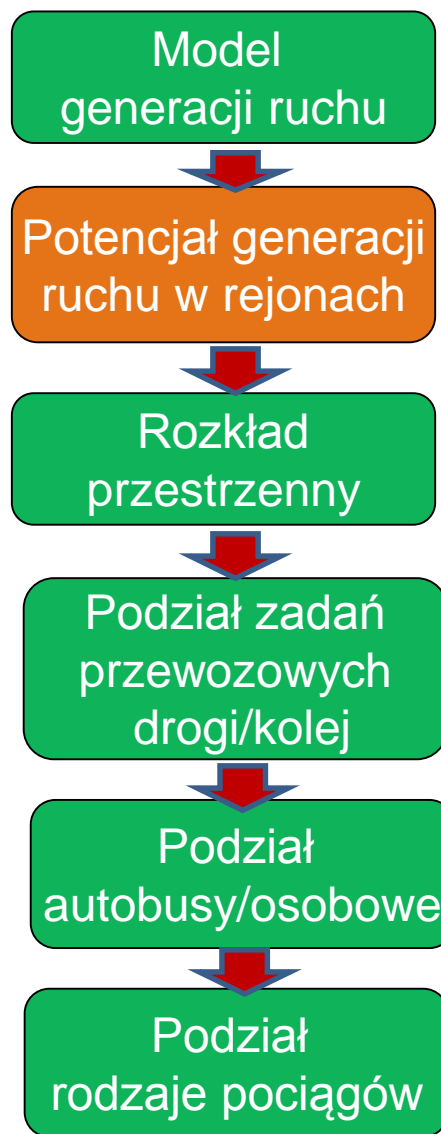 Model
generacji ruchu
Potencjał generacji
ruchu w rejonach
Rozkład
przestrzenny
Podział zadań
przewozowych
drogi/kolej
Podział
autobusy/osobowe
Podział
rodzaje pociągów